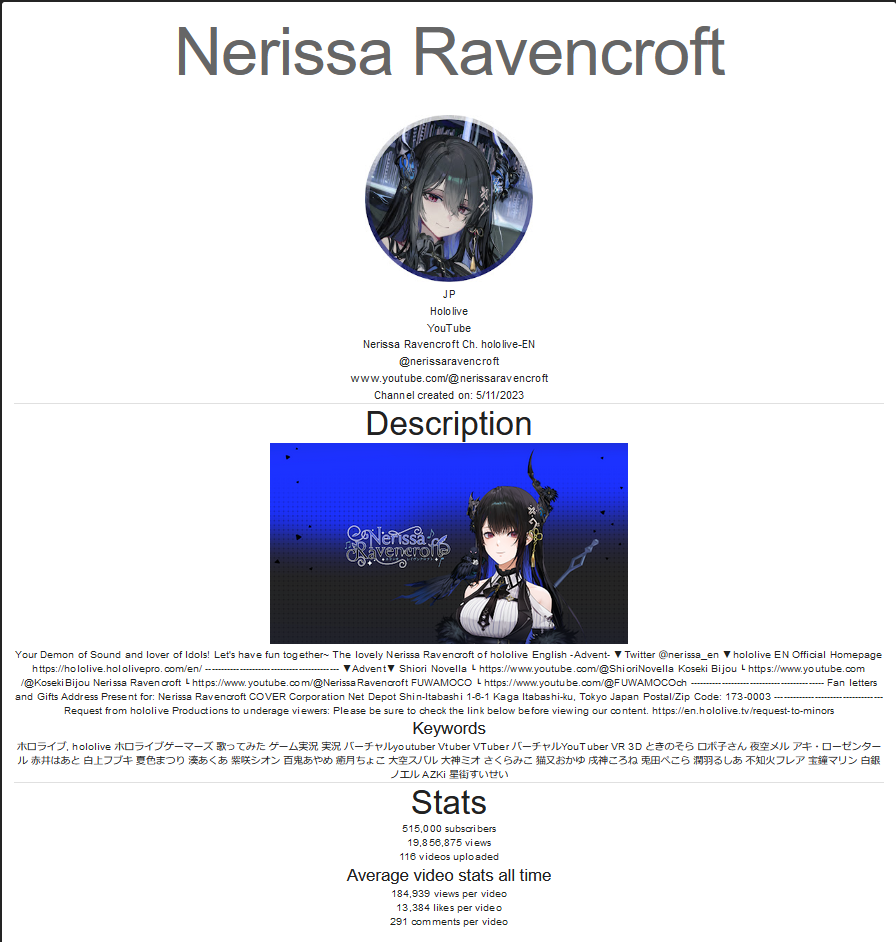 Nerissa Ravencroft
JP
Hololive
YouTube
Nerissa Ravencroft Ch. hololive-EN
@nerissaravencroft
www.youtube.com/@nerissaravencroft
Channel created on: 5/11/2023
Description
Nerissa
Ravencroft
Your Demon of Sound and lover of Idols! Let's have fun together~ The lovely Nerissa Ravencroft of hololive English -Advent- ▼Twitter @nerissa_en ▼hololive EN Official Homepage
https://hololive.hololivepro.com/en/ ------------------------------------------ ▼Advent▼ Shiori Novella ┗ https://www.youtube.com/@ShioriNovella Koseki Bijou ┗ https://www.youtube.com
/@KosekiBijou Nerissa Ravencroft ┗ https://www.youtube.com/@NerissaRavencroft FUWAMOCO ┗ https://www.youtube.com/@FUWAMOCOch ------------------------------------------ Fan letters
and Gifts Address Present for: Nerissa Ravencroft COVER Corporation Net Depot Shin-Itabashi 1-6-1 Kaga Itabashi-ku, Tokyo Japan Postal/Zip Code: 173-0003 ----------------------------------
Request from hololive Productions to underage viewers: Please be sure to check the link below before viewing our content. https://en.hololive.tv/request-to-minors
Keywords
ホロライブ, hololive ホロライブゲーマーズ 歌ってみた ゲーム実況 実況 バーチャルyoutuber Vtuber VTuber バーチャルYouTuber VR 3D ときのそら ロボ子さん 夜空メル アキ・ローゼンター
ル 赤井はあと 白上フブキ 夏色まつり 湊あくあ 紫咲シオン 百鬼あやめ 癒月ちょこ 大空スバル 大神ミオ さくらみこ 猫又おかゆ 戌神ころね 兎田ぺこら 潤羽るしあ 不知火フレア 宝鐘マリン 白銀
ノエル AZKi 星街すいせい
Stats
515,000 subscribers
19,856,875 views
116 videos uploaded
Average video stats all time
184,939 views per video
13,384 likes per video
291 comments per video